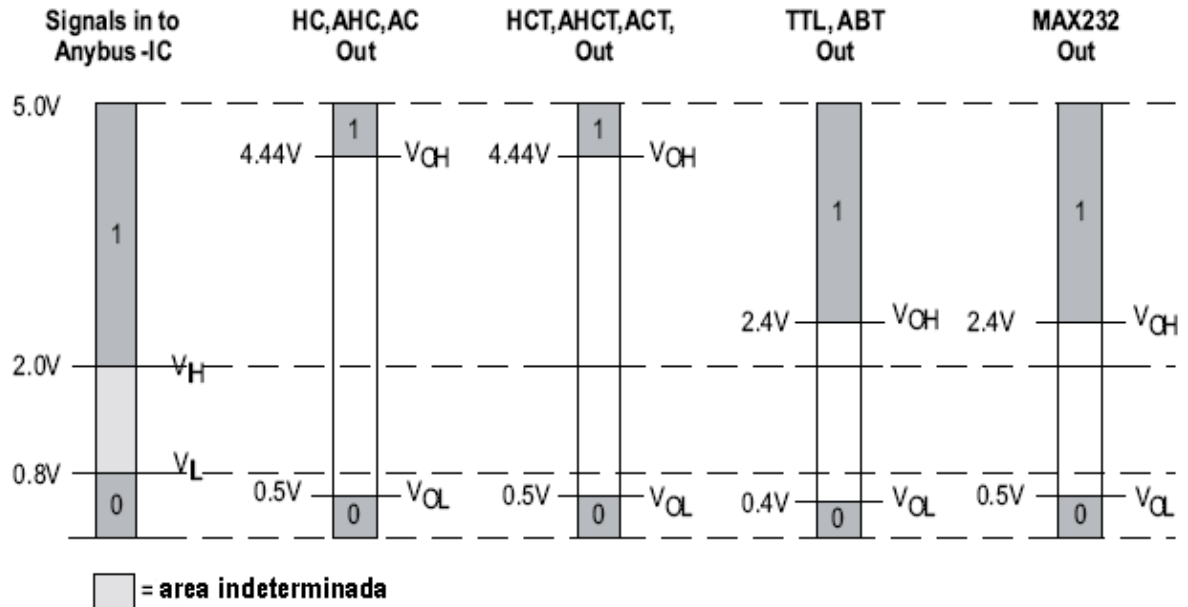 Signals in to
Anybus -IC
HC,AHC,AC
Out
HCT,AHCT,ACT,
Out
TTL, ABT
Out
MAX232
Out
5.0V
1
1
1
4.44V
VOH
4.44V
VOH
1
1
1
2.4V
VOH
2.4V
VOH
2.0V
VIH
0.8V
VIL
0.5V
VOL
0.5V
VOL
0.4V
VOL
0.5V
VOL
0
0
0
0
0
= area indeterminada